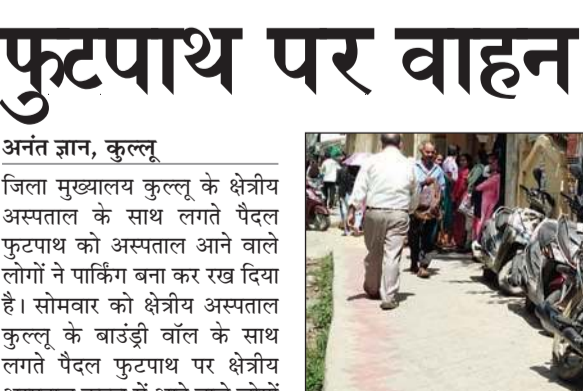 फुटपाथ पर वाहन
अनंत ज्ञान, कुल्लू
जिला मुख्यालय कुल्लू के क्षेत्रीय
अस्पताल के साथ लगते पैदल
फुटपाथ को अस्पताल आने वाले
लोगों ने पार्किंग बना कर रख दिया
है। सोमवार को क्षेत्रीय अस्पताल
कुल्लू के बाउंड्री वॉल के साथ
लगते पैदल फुटपाथ पर क्षेत्रीय